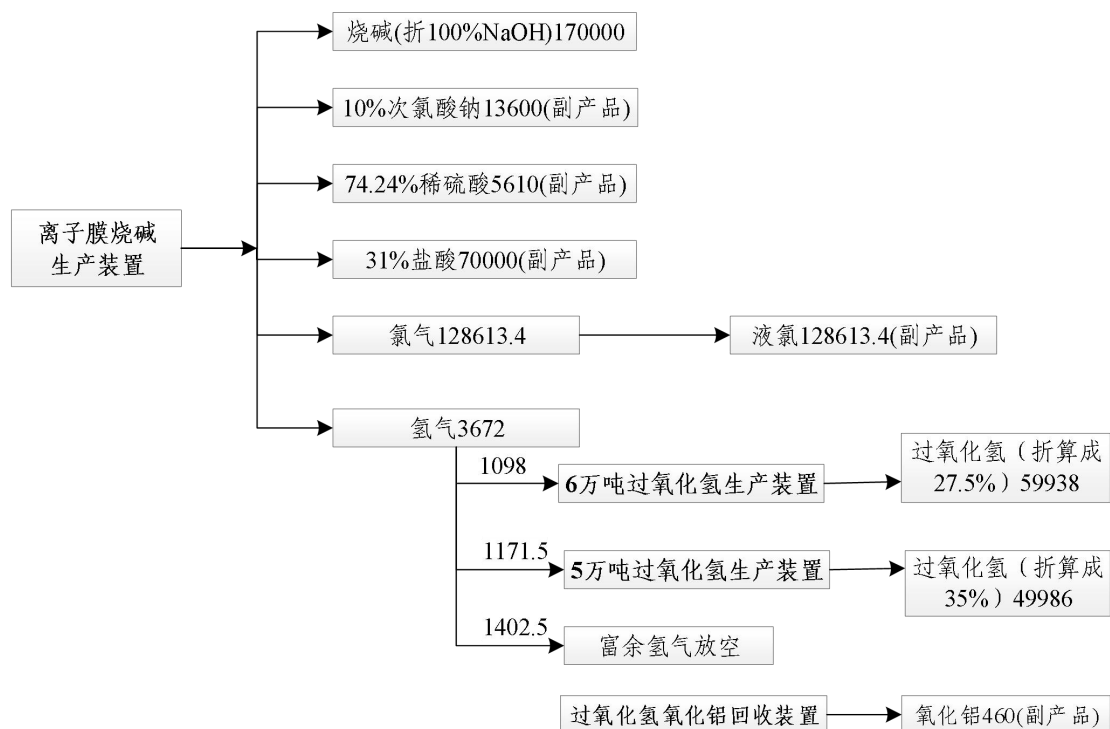 烧碱(折100%NaOH)170000
10%次氯酸钠13600(副产品)
74.24%稀硫酸5610(副产品)
离子膜烧碱
生产装置
31%盐酸70000(副产品)
氯气128613.4
液氯128613.4(副产品)
氢气3672
1098
6万吨过氧化氢生产装置
过氧化氢（折算成
27.5%）59938
1171.5
5万吨过氧化氢生产装置
过氧化氢（折算成
35%）49986
1402.5
富余氢气放空
过氧化氢氧化铝回收装置
氧化铝460(副产品)